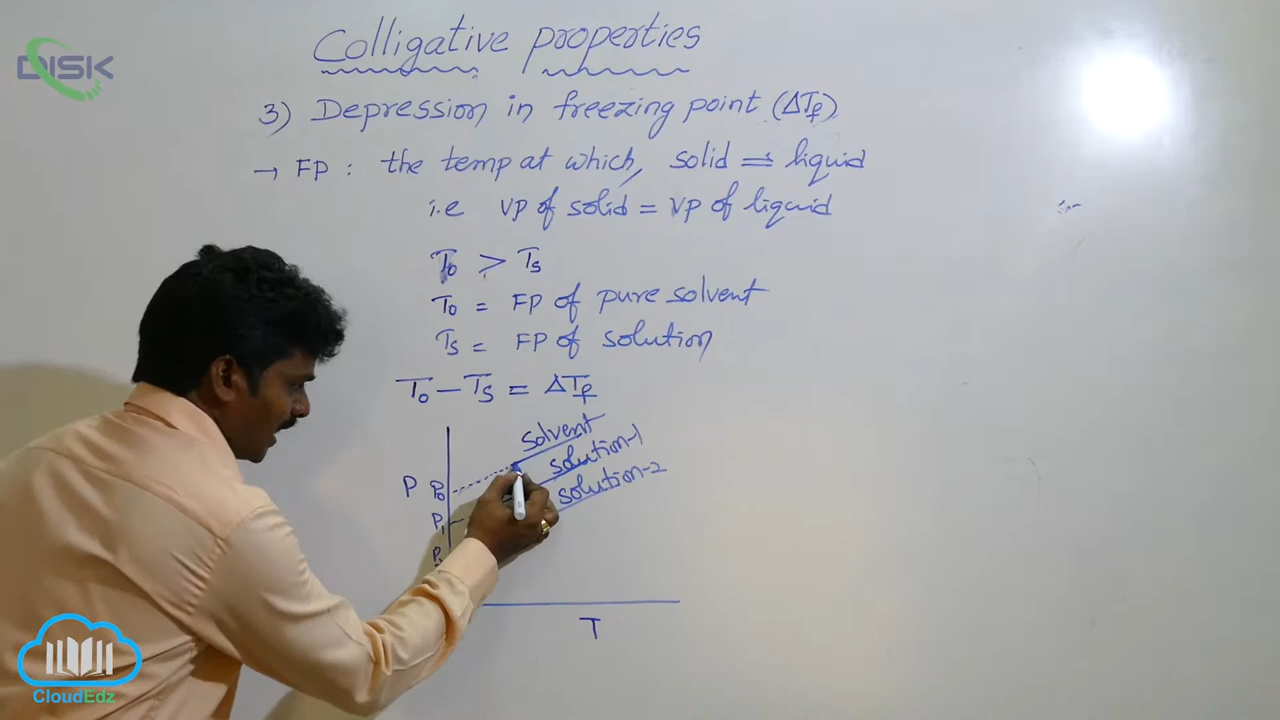 DISK
Colligative properties
3) Depression in freezing point (ΔTf)
→ FP : the temp at which, solid ⇌ liquid
i.e VP of solid = VP of liquid
T₀ > Ts
T₀ = FP of pure solvent
Ts = FP of solution
T₀ – Ts = ΔTf
solvent
solution-1
solution-2
P
P₀
P₁
T
CloudEdz